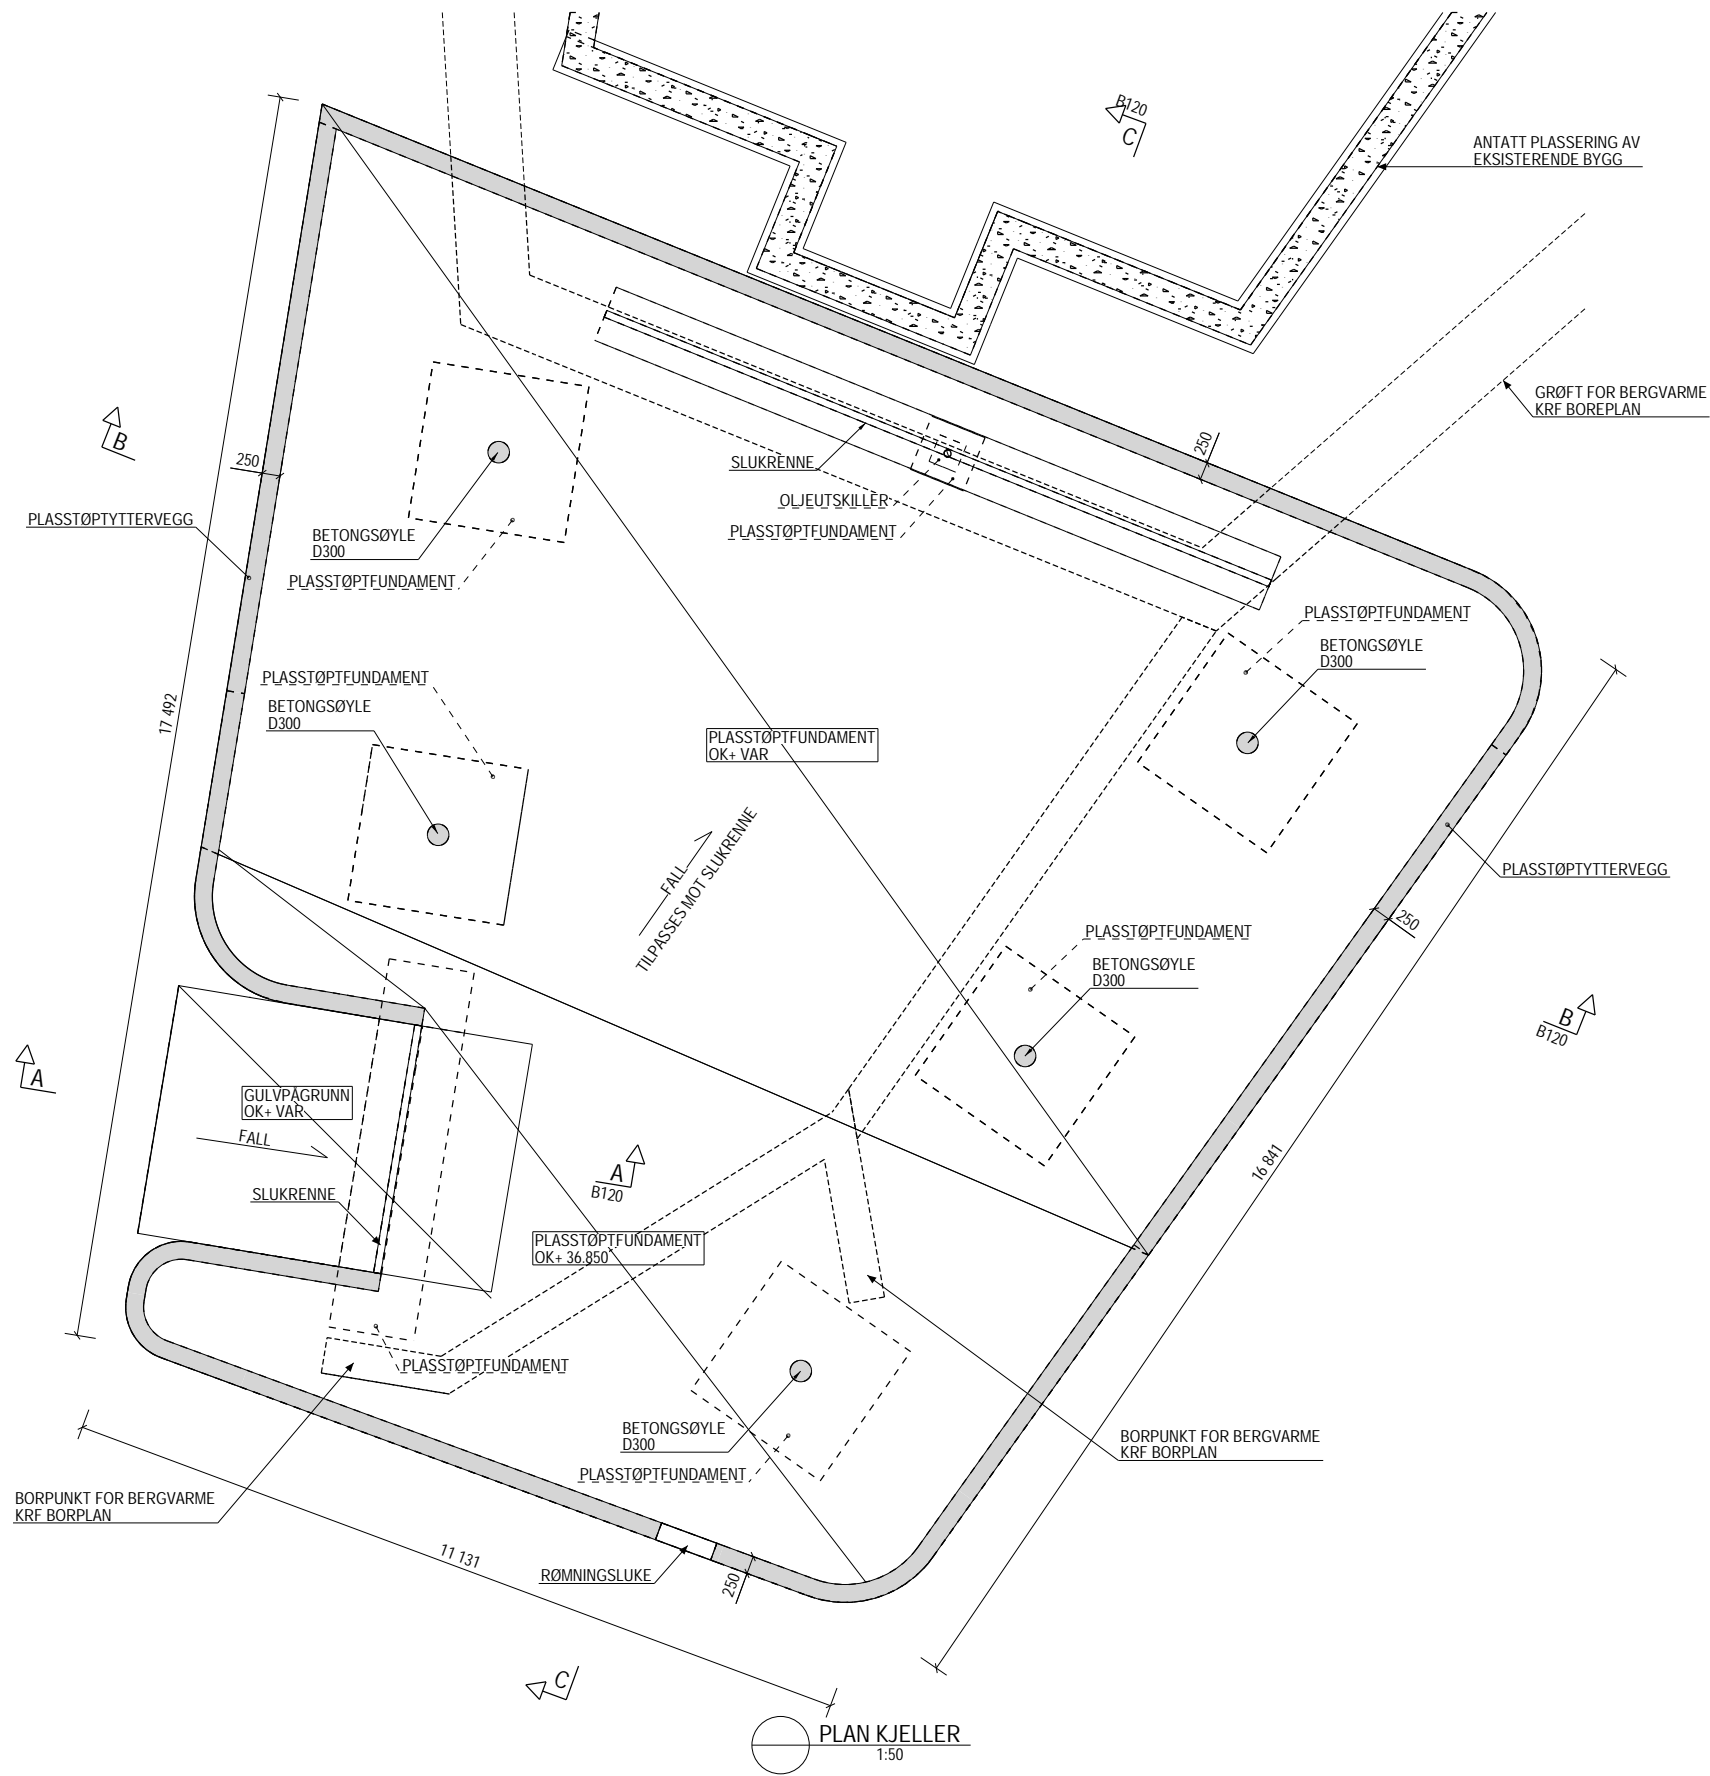 B120
C
ANTATT PLASSERING AV
EKSISTERENDE BYGG
GRØFT FOR BERGVARME
KRF BOREPLAN
B
250
250
SLUKRENNE
OLJEUTSKILLER
PLASSTØPTFUNDAMENT
PLASSTØPTYTTERVEGG
BETONGSØYLE
D300
PLASSTØPTFUNDAMENT
PLASSTØPTFUNDAMENT
BETONGSØYLE
D300
PLASSTØPTFUNDAMENT
BETONGSØYLE
D300
17 492
PLASSTØPTFUNDAMENT
OK+ VAR
FALL
TILPASSES MOT SLUKRENNE
PLASSTØPTYTTERVEGG
250
PLASSTØPTFUNDAMENT
BETONGSØYLE
D300
B
B120
A
GULVPÅGRUNN
OK+ VAR
FALL
SLUKRENNE
A
B120
16 841
PLASSTØPTFUNDAMENT
OK+ 36.850
PLASSTØPTFUNDAMENT
BETONGSØYLE
D300
PLASSTØPTFUNDAMENT
BORPUNKT FOR BERGVARME
KRF BORPLAN
BORPUNKT FOR BERGVARME
KRF BORPLAN
11 131
RØMNINGSLUKE
250
C
PLAN KJELLER
1:50